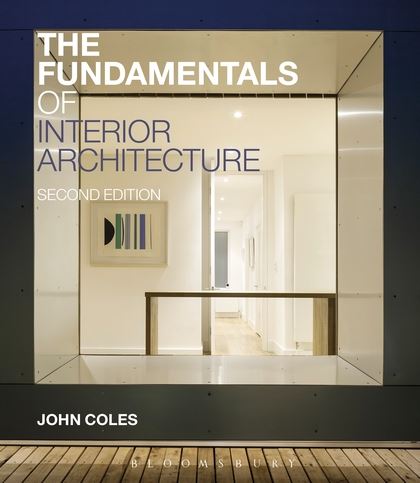 THE
FUNDAMENTALS
OF
INTERIOR
ARCHITECTURE
SECOND EDITION
JOHN COLES
BLOOMSBURY